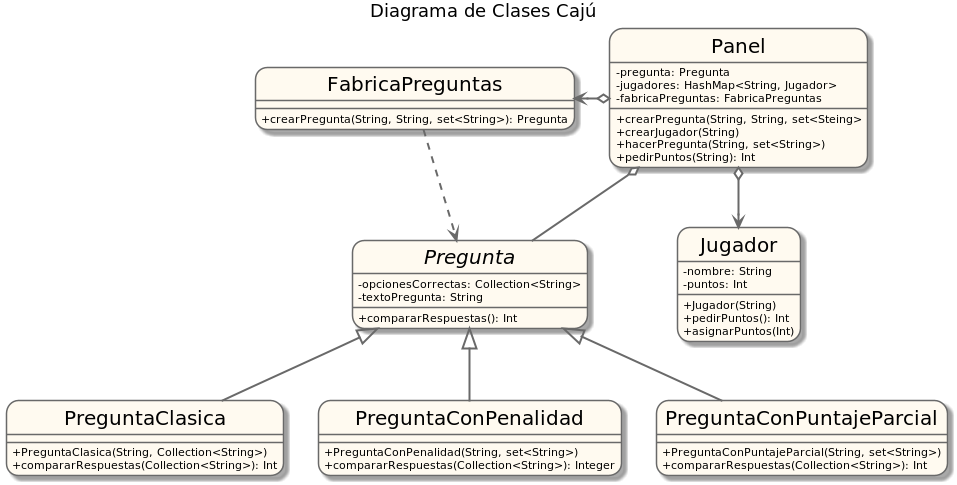 Diagrama de Clases Cajú
Panel
-pregunta: Pregunta
-jugadores: HashMap<String, Jugador>
-fabricaPreguntas: FabricaPreguntas
+crearPregunta(String, String, set<Steing>
+crearJugador(String)
+hacerPregunta(String, set<String>)
+pedirPuntos(String): Int
FabricaPreguntas
+crearPregunta(String, String, set<String>): Pregunta
Pregunta
-opcionesCorrectas: Collection<String>
-textoPregunta: String
+compararRespuestas(): Int
Jugador
-nombre: String
-puntos: Int
+Jugador(String)
+pedirPuntos(): Int
+asignarPuntos(Int)
PreguntaClasica
+PreguntaClasica(String, Collection<String>)
+compararRespuestas(Collection<String>): Int
PreguntaConPenalidad
+PreguntaConPenalidad(String, set<String>)
+compararRespuestas(Collection<String>): Integer
PreguntaConPuntajeParcial
+PreguntaConPuntajeParcial(String, set<String>)
+compararRespuestas(Collection<String>): Int